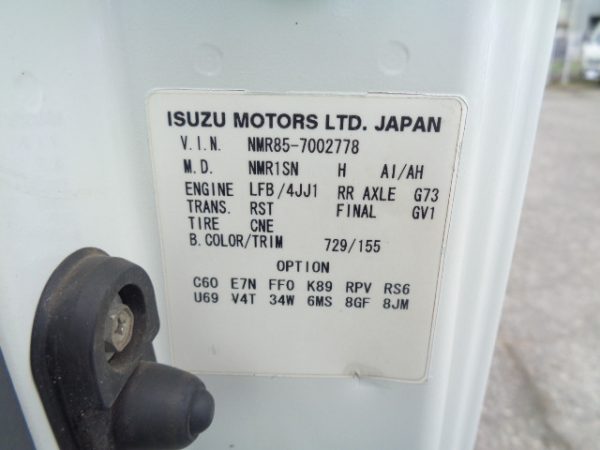 ISUZU MOTORS LTD. JAPAN
V.I.N. NMR85-7002778
M.D. NMR1SN H AI/AH
ENGINE LFB/4JJ1 RR AXLE G73
TRANS. RST FINAL GV1
TIRE CNE
B.COLOR/TRIM 729/155
OPTION
C60 E7N FF0 K89 RPV RS6
U69 V4T 34W 6MS 8GF 8JM